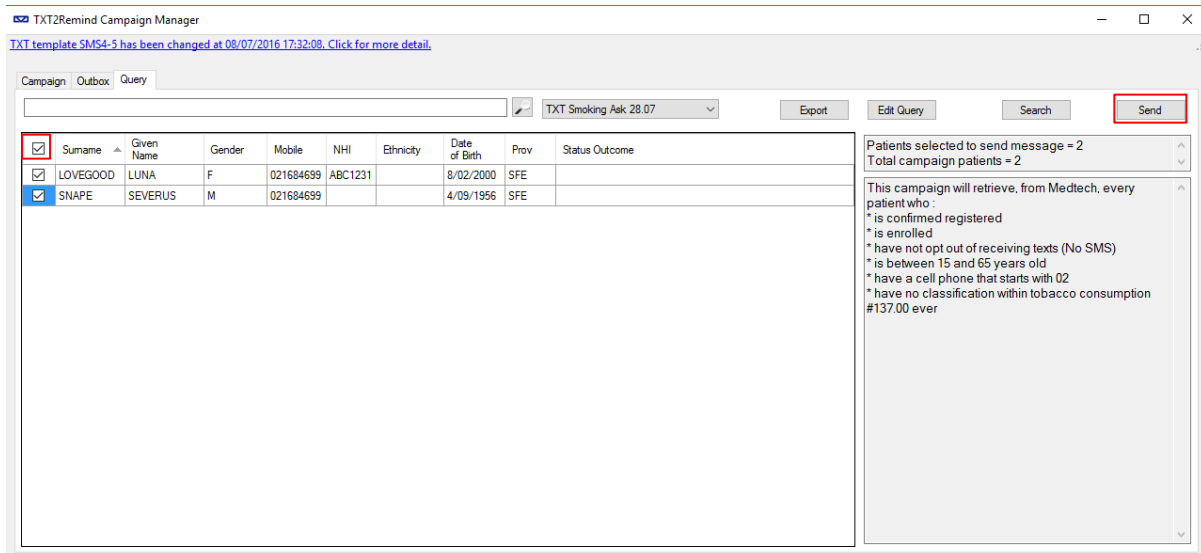 TXT2Remind Campaign Manager
TXT template SMS4-5 has been changed at 08/07/2016 17:32:08. Click for more detail.
Campaign Outbox Query
TXT Smoking Ask 28.07 Export Edit Query Search Send
Surname Given Name Gender Mobile NHI Ethnicity Date of Birth Prov Status Outcome
LOVEGOOD LUNA F 021684699 ABC1231 8/02/2000 SFE
SNAPE SEVERUS M 021684699 4/09/1956 SFE
Patients selected to send message = 2
Total campaign patients = 2
This campaign will retrieve, from Medtech, every
patient who :
* is confirmed registered
* is enrolled
* have not opt out of receiving texts (No SMS)
* is between 15 and 65 years old
* have a cell phone that starts with 02
* have no classification within tobacco consumption
#137.00 ever